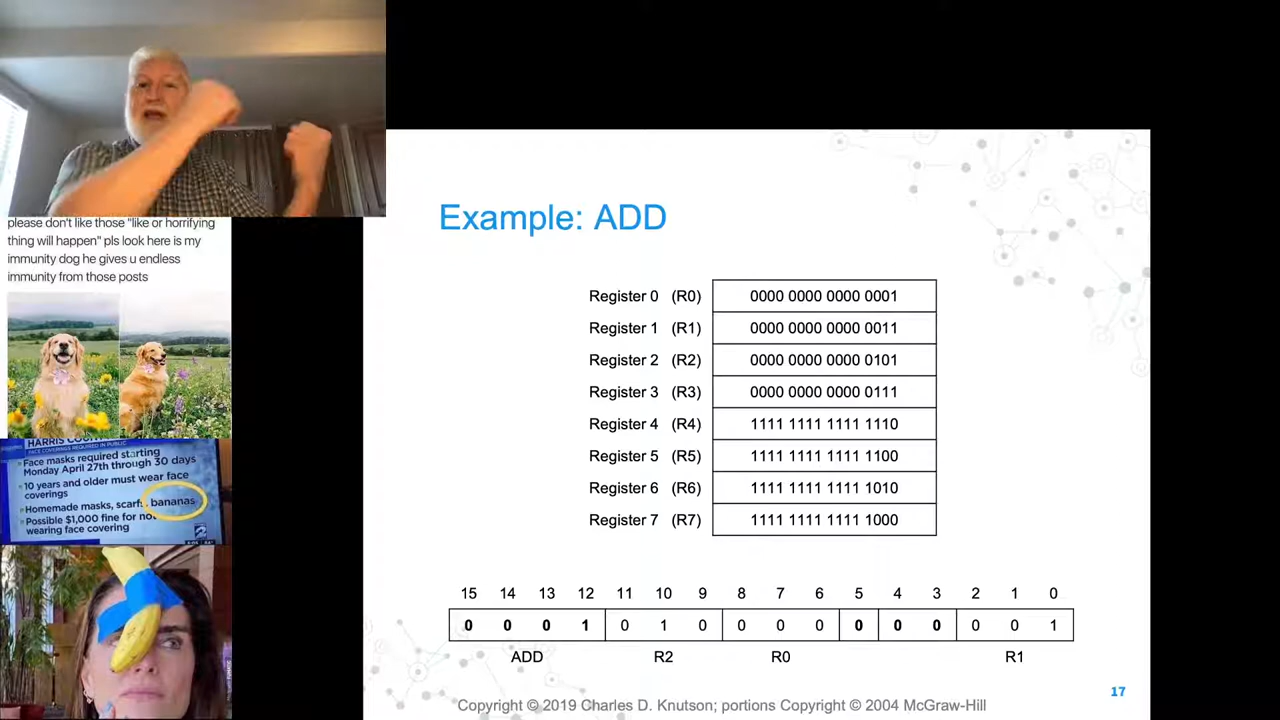 please don't like those "like or horrifying
thing will happen" pls look here is my
immunity dog he gives u endless
immunity from those posts
FACE COVERINGS REQUIRED IN PUBLIC
Face masks required starting
Monday April 27th through 30 days
10 years and older must wear face
coverings
Homemade masks, scarfs, bananas
Possible $1,000 fine for not
wearing face covering
2
Example: ADD
Register 0 (R0) 0000 0000 0000 0001
Register 1 (R1) 0000 0000 0000 0011
Register 2 (R2) 0000 0000 0000 0101
Register 3 (R3) 0000 0000 0000 0111
Register 4 (R4) 1111 1111 1111 1110
Register 5 (R5) 1111 1111 1111 1100
Register 6 (R6) 1111 1111 1111 1010
Register 7 (R7) 1111 1111 1111 1000
15 14 13 12 11 10 9 8 7 6 5 4 3 2 1 0
0 0 0 1 0 1 0 0 0 0 0 0 0 0 0 1
ADD R2 R0 R1
17
Copyright © 2019 Charles D. Knutson; portions Copyright © 2004 McGraw-Hill